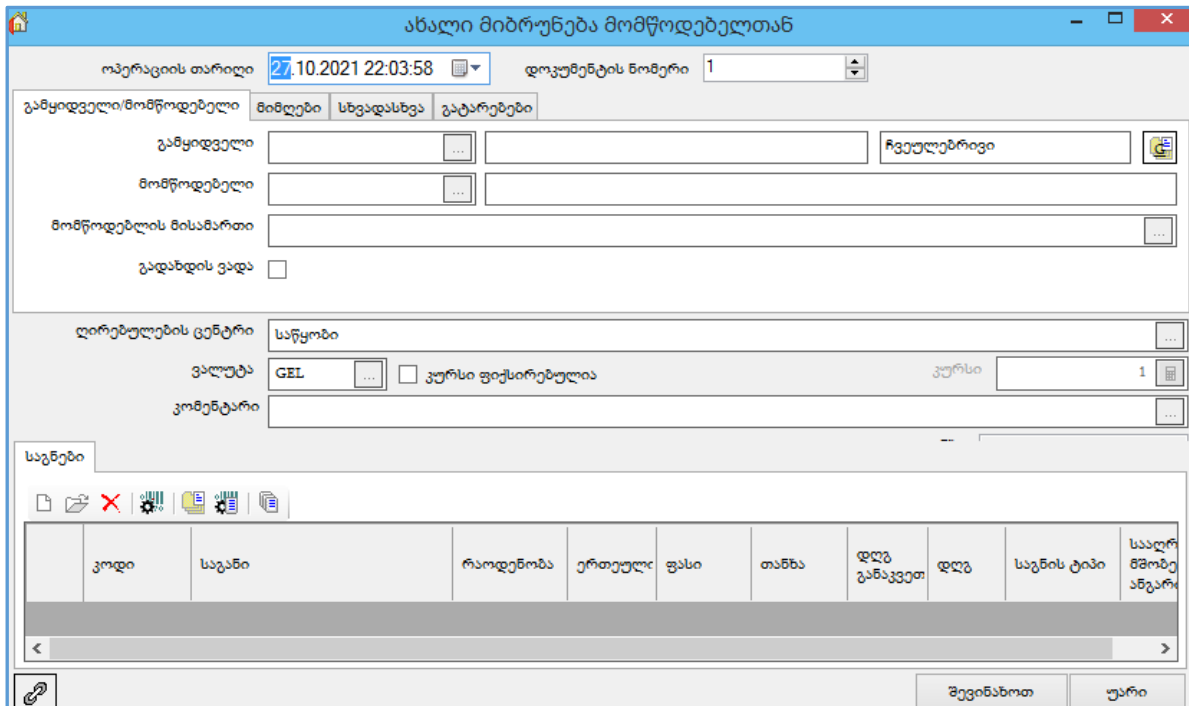 ახალი მიბრუნება მომწოდებელთან
ოპერაციის თარიღი 27.10.2021 22:03:58 დოკუმენტის ნომერი 1
გამყიდველი/მომწოდებელი მიმღები სხვადასხვა გატარებები
გამყიდველი ... ჩვეულებრივი
მომწოდებელი ...
მომწოდებლის მისამართი ...
გადახდის ვადა
ღირებულების ცენტრი საწყობი ...
ვალუტა GEL ... კურსი ფიქსირებულია კურსი 1
კომენტარი ...
საგნები
კოდი საგანი რაოდენობა ერთეული ფასი თანხა დღგ განაკვეთ დღგ საგნის ტიპი
შევინახოთ უარი